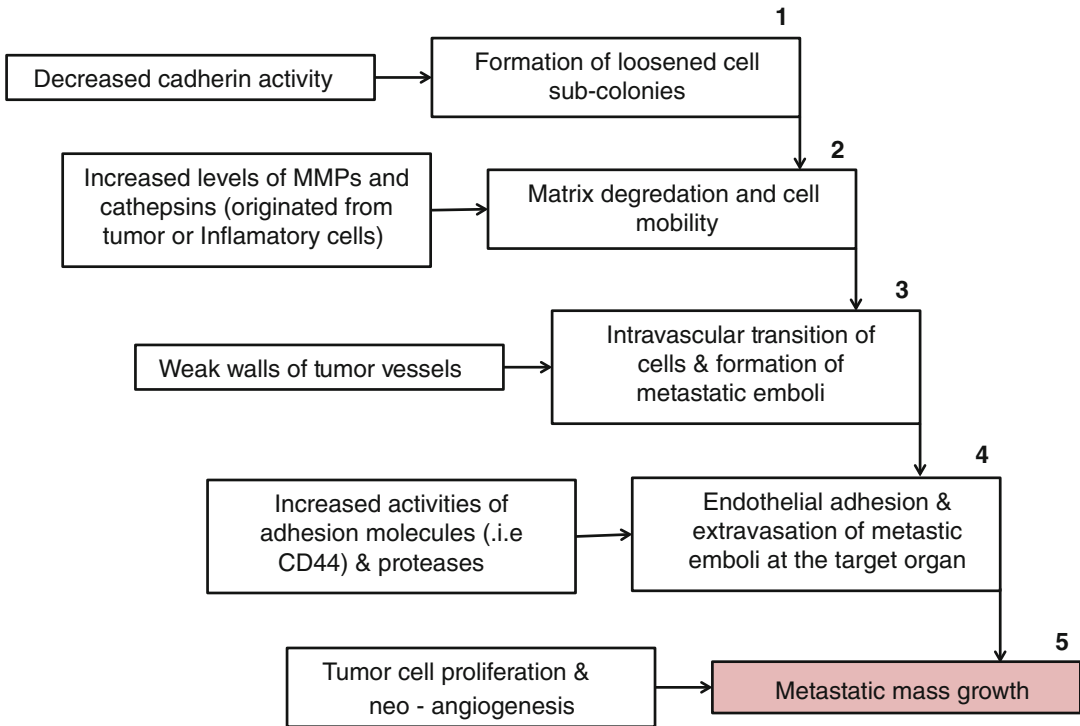 1
Decreased cadherin activity
Formation of loosened cell
sub-colonies
2
Increased levels of MMPs and
cathepsins (originated from
tumor or Inflamatory cells)
Matrix degredation and cell
mobility
3
Weak walls of tumor vessels
Intravascular transition of
cells & formation of
metastatic emboli
4
Increased activities of
adhesion molecules (.i.e
CD44) & proteases
Endothelial adhesion &
extravasation of metastic
emboli at the target organ
5
Tumor cell proliferation &
neo - angiogenesis
Metastatic mass growth